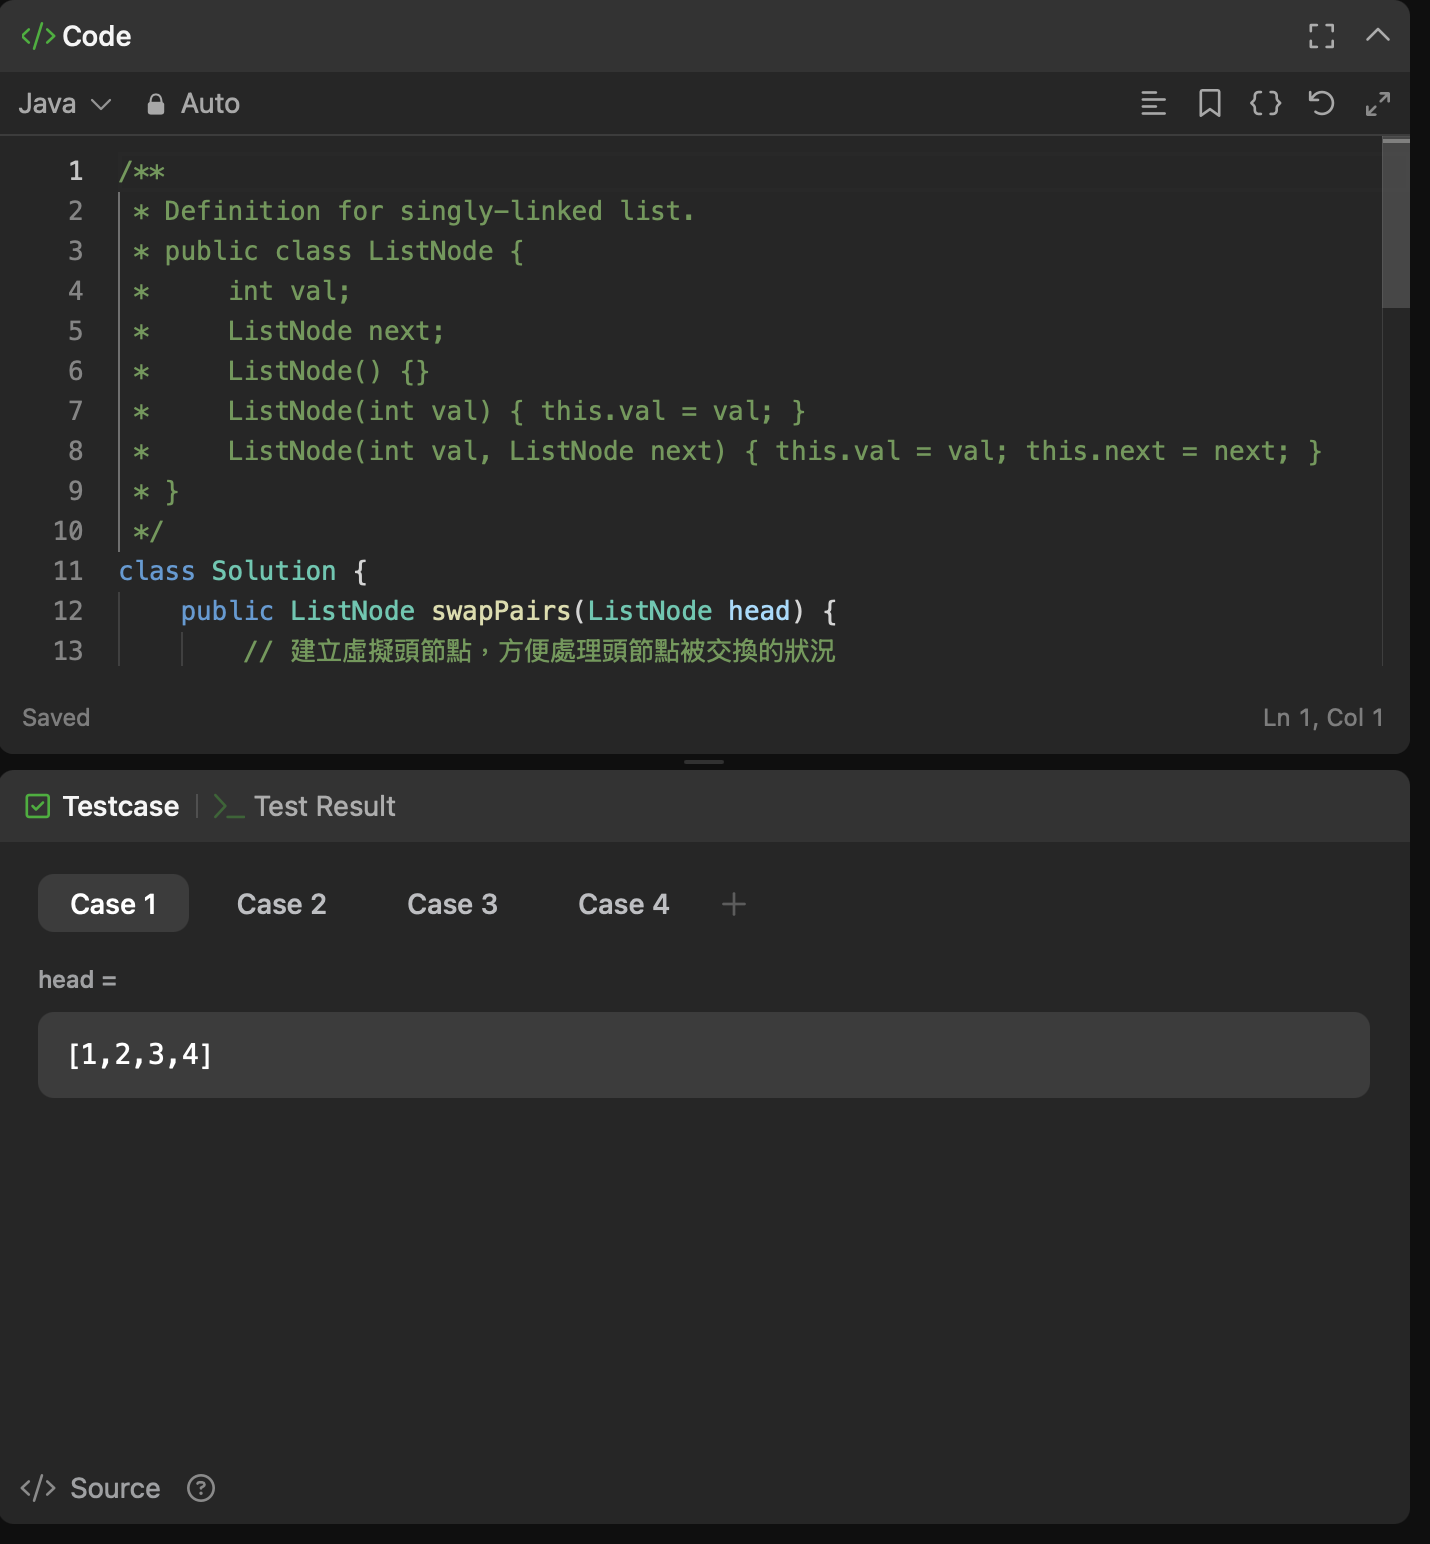 Code
Java Auto
1 /**
2 * Definition for singly-linked list.
3 * public class ListNode {
4 *     int val;
5 *     ListNode next;
6 *     ListNode() {}
7 *     ListNode(int val) { this.val = val; }
8 *     ListNode(int val, ListNode next) { this.val = val; this.next = next; }
9 * }
10 */
11 class Solution {
12     public ListNode swapPairs(ListNode head) {
13         // 建立虛擬頭節點，方便處理頭節點被交換的狀況
Saved Ln 1, Col 1
Testcase Test Result
Case 1 Case 2 Case 3 Case 4 +
head =
[1,2,3,4]
Source ?